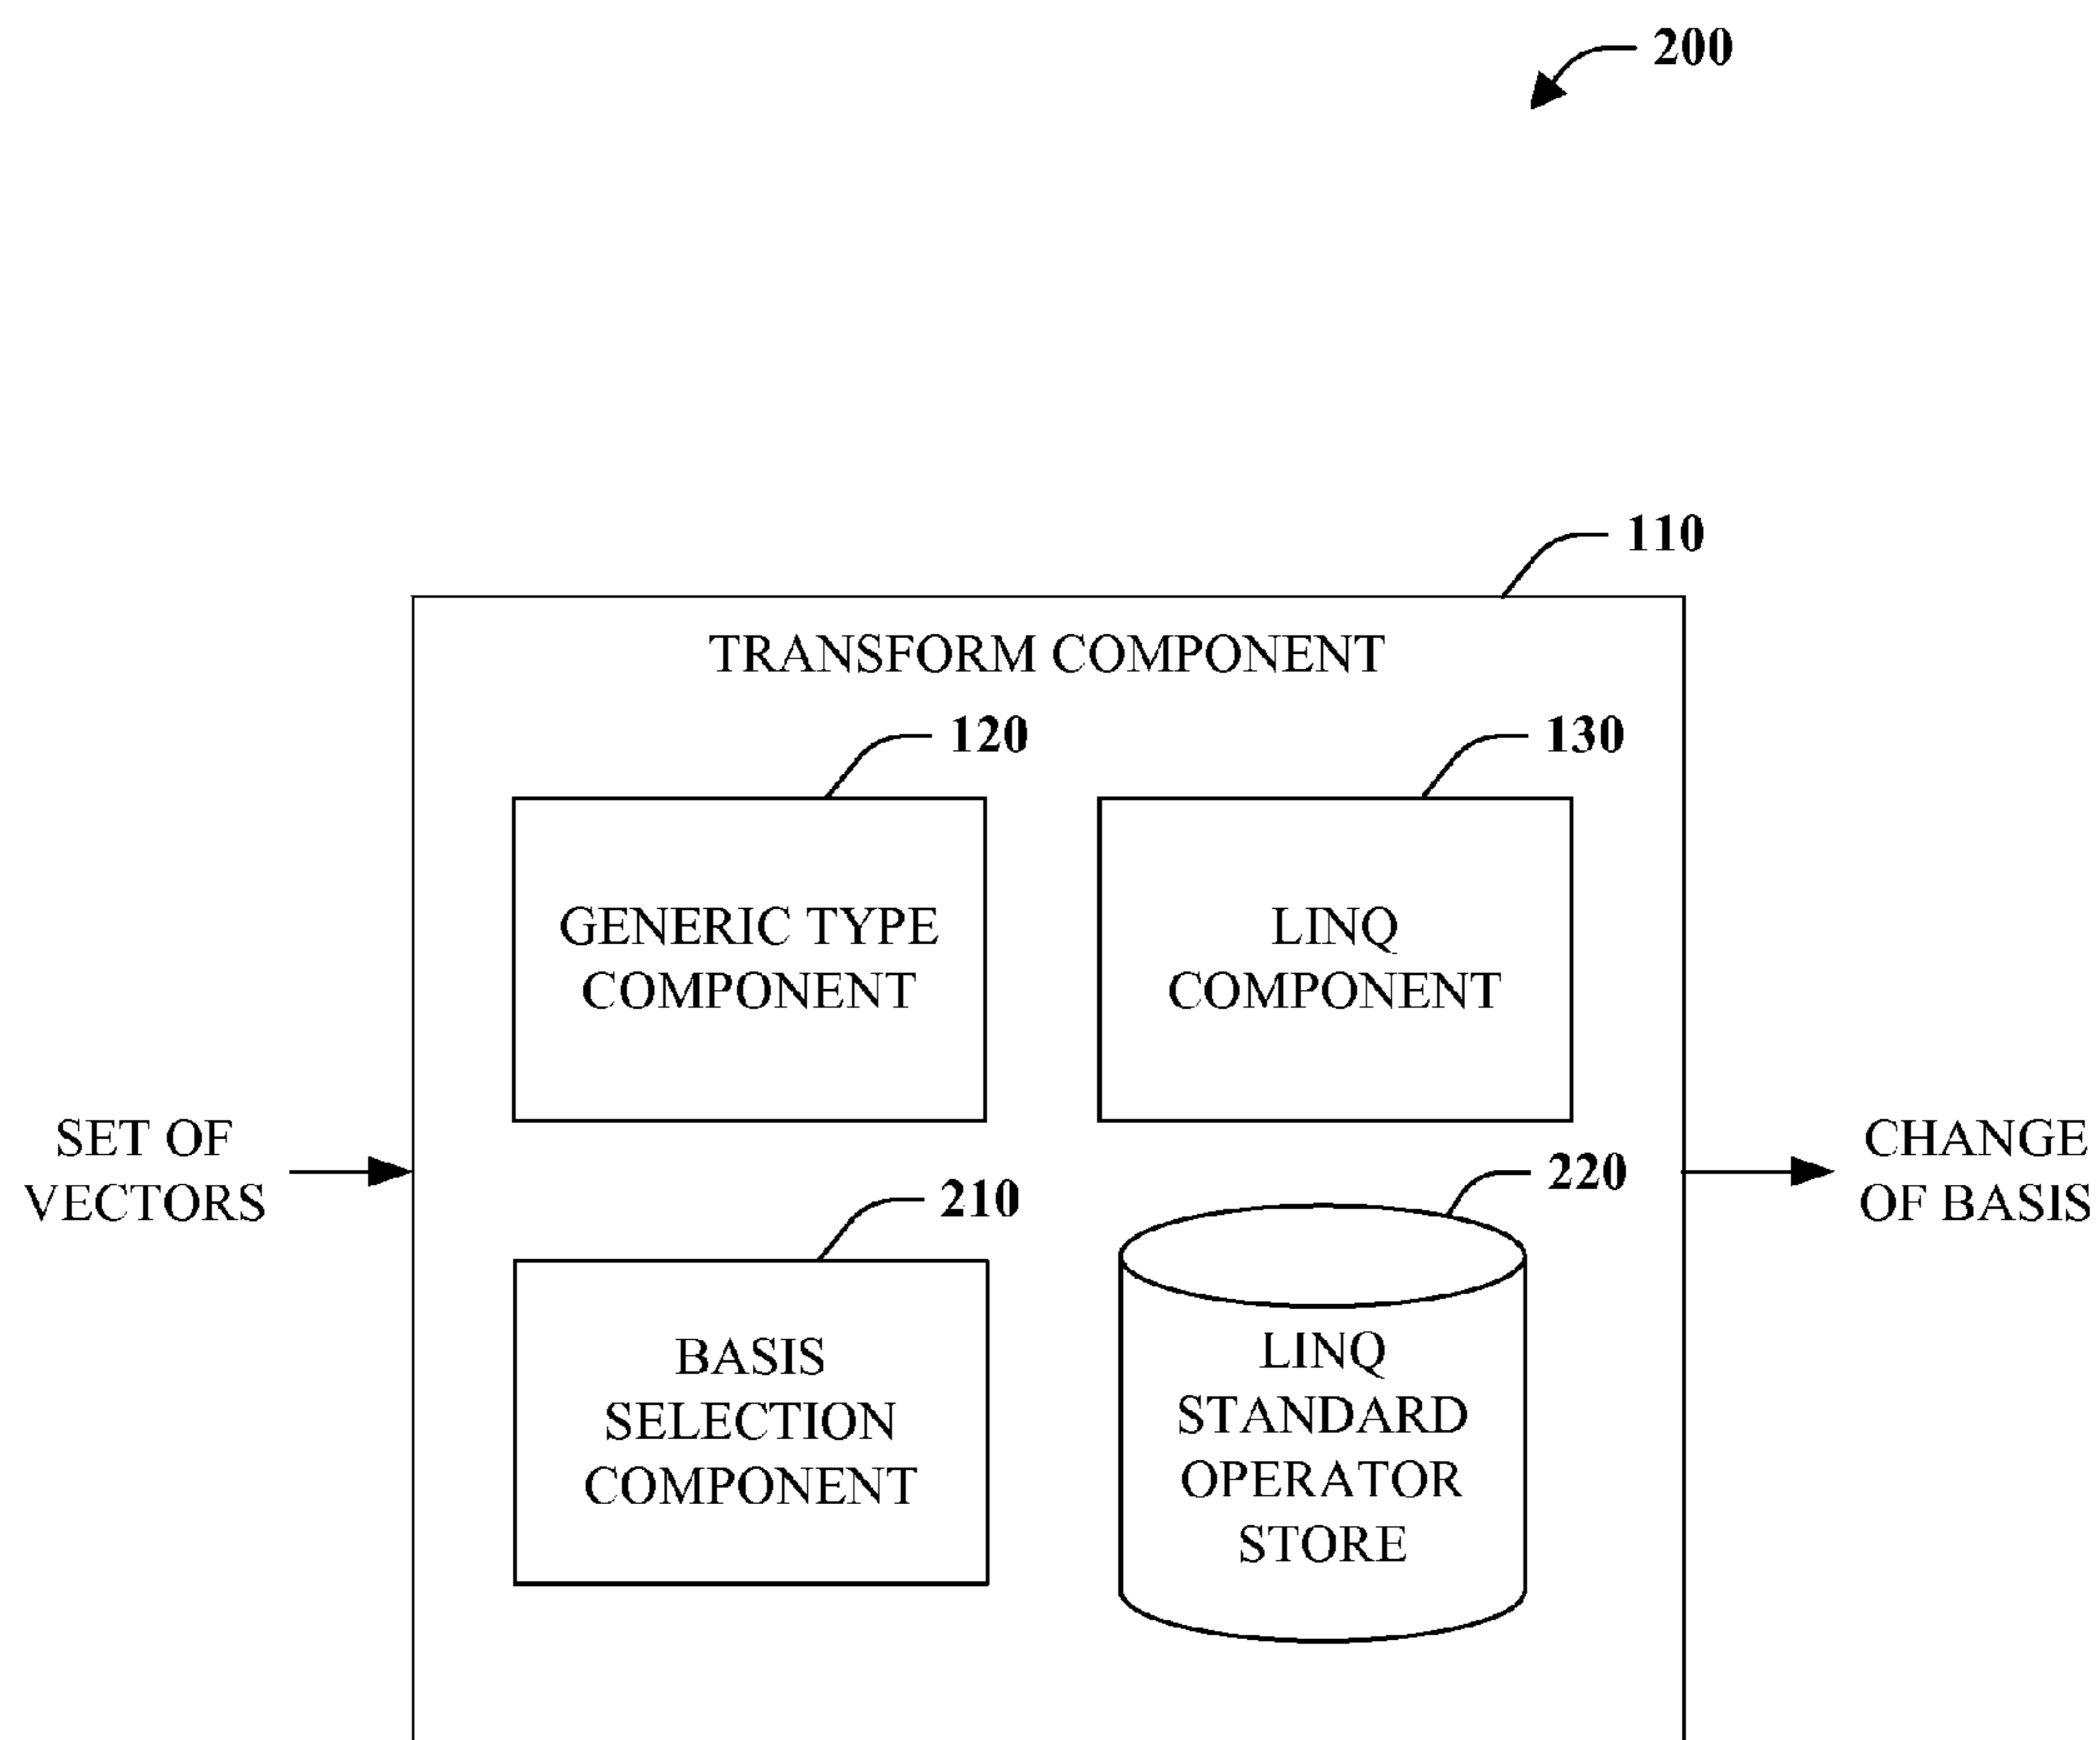 200
110
TRANSFORM COMPONENT
120
130
GENERIC TYPE
COMPONENT
LINQ
COMPONENT
SET OF
VECTORS
CHANGE
OF BASIS
210
220
BASIS
SELECTION
COMPONENT
LINQ
STANDARD
OPERATOR
STORE